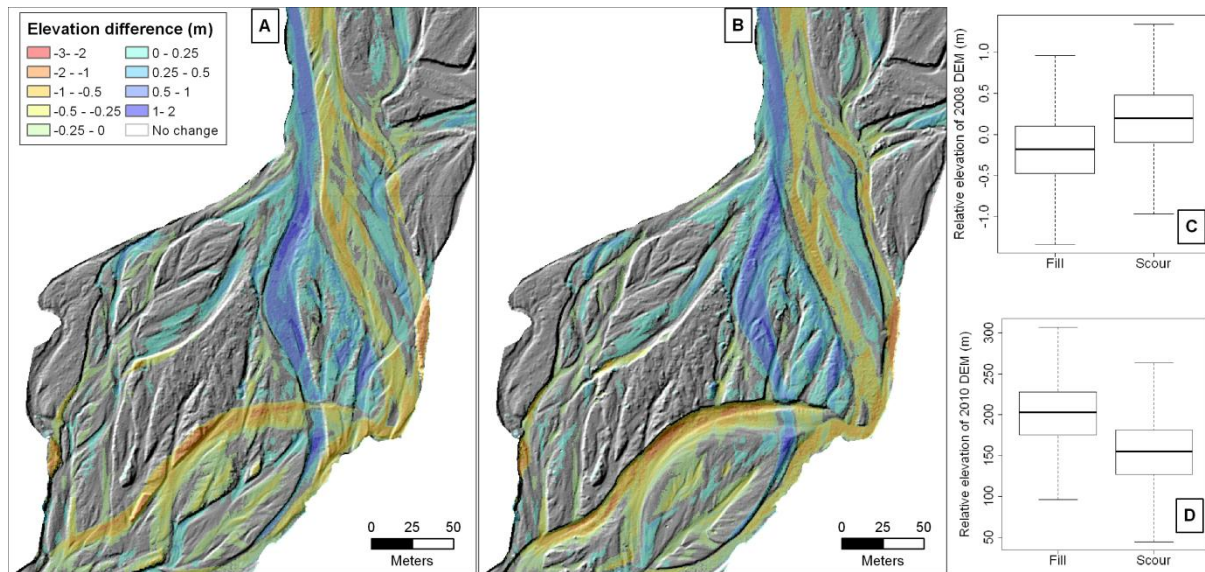 Elevation difference (m)
-3- -2
-2 - -1
-1 - -0.5
-0.5 - -0.25
-0.25 - 0
0 - 0.25
0.25 - 0.5
0.5 - 1
1- 2
No change
A
0 25 50
Meters
B
0 25 50
Meters
Relative elevation of 2008 DEM (m)
1.0
0.5
0.0
-0.5
-1.0
C
Fill Scour
Relative elevation of 2010 DEM (m)
300
250
200
150
100
50
D
Fill Scour